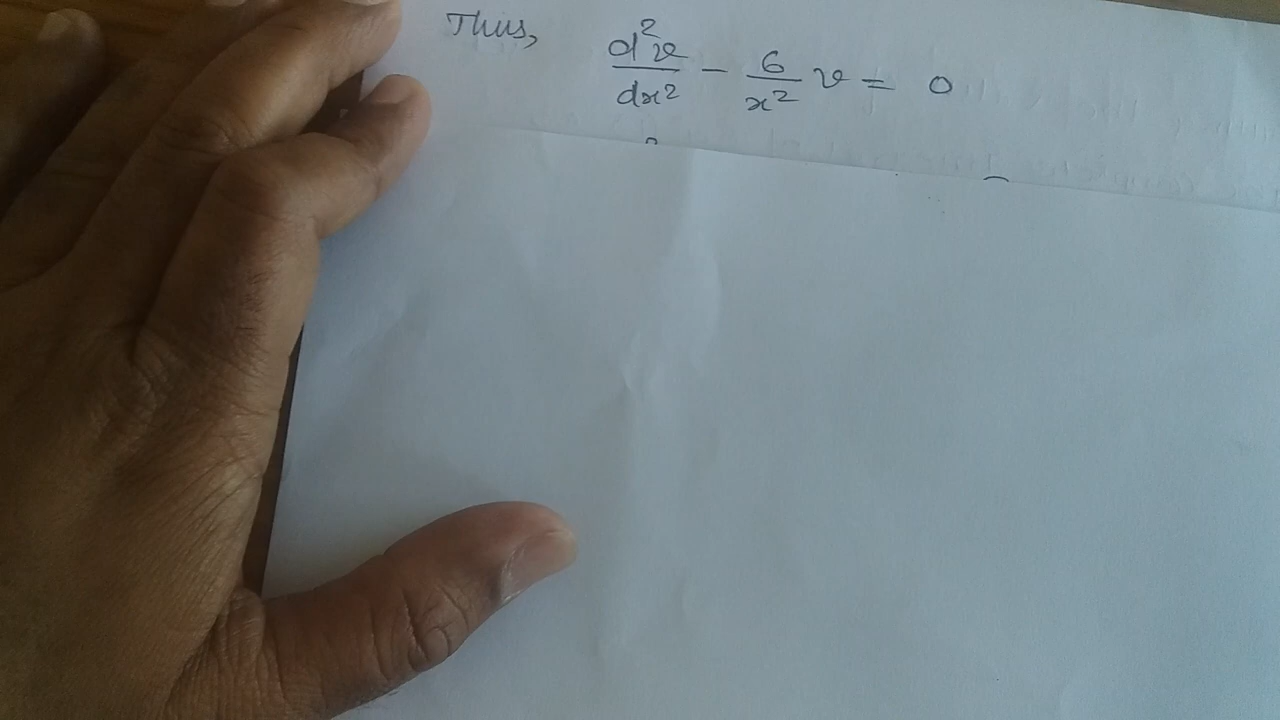 Thus, d²v/dx² - 6/x² v = 0